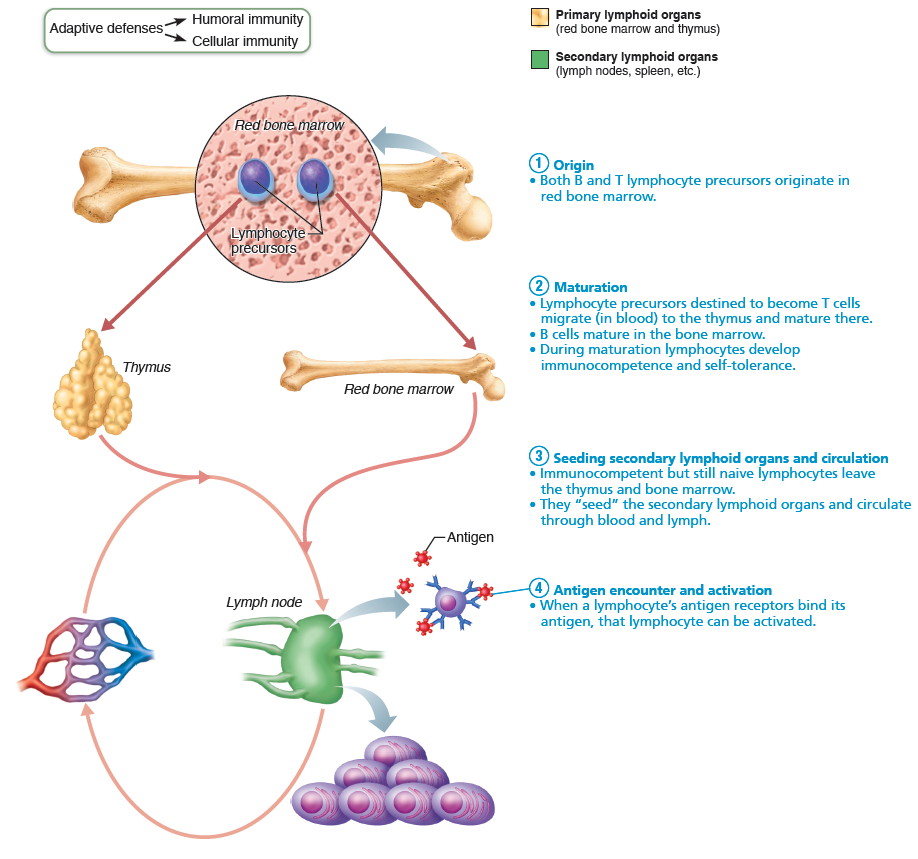 Adaptive defenses
Humoral immunity
Cellular immunity
Primary lymphoid organs
(red bone marrow and thymus)
Secondary lymphoid organs
(lymph nodes, spleen, etc.)
Red bone marrow
Lymphocyte
precursors
1 Origin
• Both B and T lymphocyte precursors originate in
red bone marrow.
2 Maturation
• Lymphocyte precursors destined to become T cells
migrate (in blood) to the thymus and mature there.
• B cells mature in the bone marrow.
• During maturation lymphocytes develop
immunocompetence and self-tolerance.
Thymus
Red bone marrow
3 Seeding secondary lymphoid organs and circulation
• Immunocompetent but still naive lymphocytes leave
the thymus and bone marrow.
• They “seed” the secondary lymphoid organs and circulate
through blood and lymph.
Antigen
Lymph node
4 Antigen encounter and activation
• When a lymphocyte’s antigen receptors bind its
antigen, that lymphocyte can be activated.